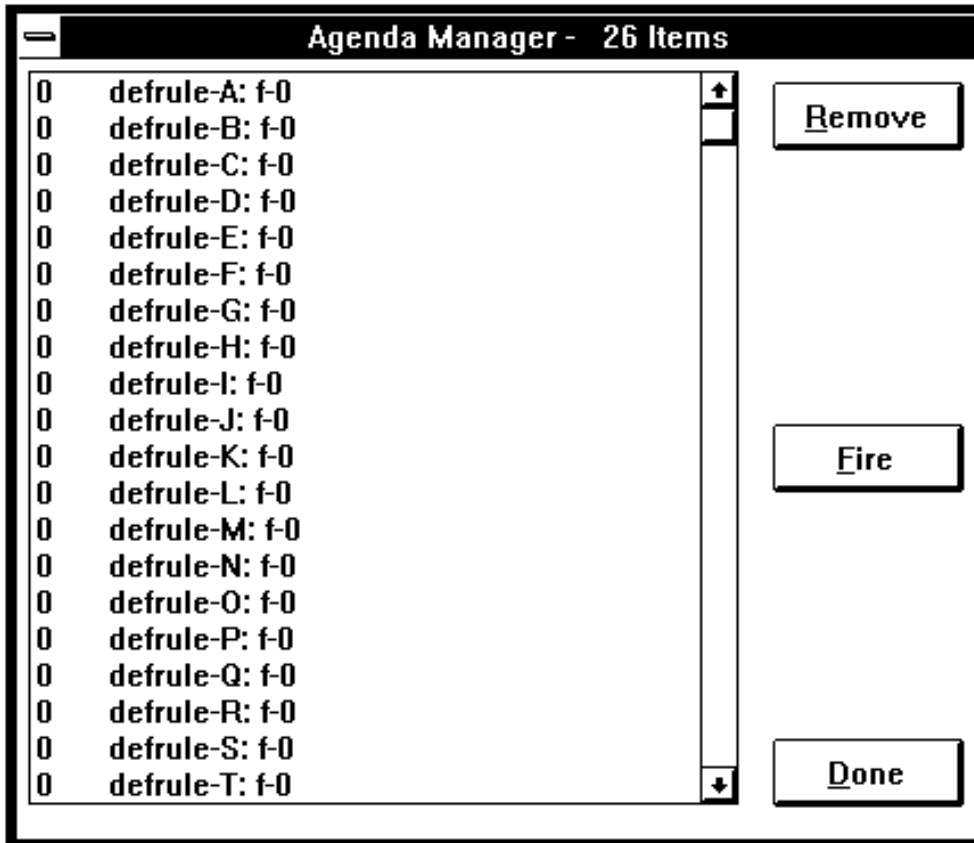 Agenda Manager -   26 Items
0 defrule-A: f-0
0 defrule-B: f-0
0 defrule-C: f-0
0 defrule-D: f-0
0 defrule-E: f-0
0 defrule-F: f-0
0 defrule-G: f-0
0 defrule-H: f-0
0 defrule-I: f-0
0 defrule-J: f-0
0 defrule-K: f-0
0 defrule-L: f-0
0 defrule-M: f-0
0 defrule-N: f-0
0 defrule-O: f-0
0 defrule-P: f-0
0 defrule-Q: f-0
0 defrule-R: f-0
0 defrule-S: f-0
0 defrule-T: f-0
Remove
Fire
Done